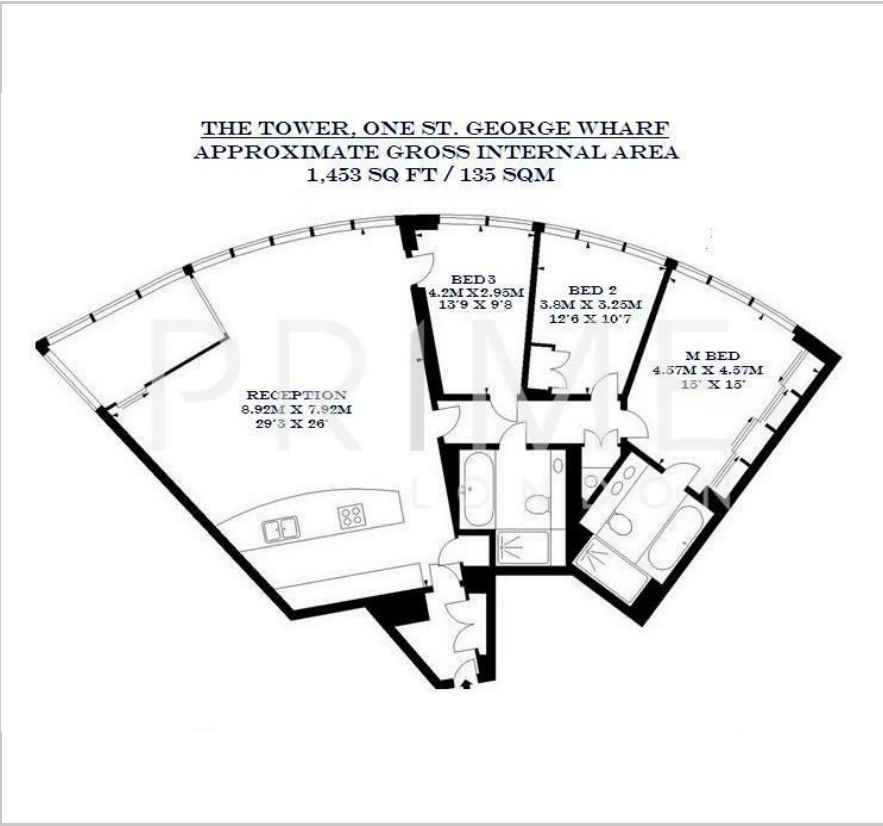 THE TOWER, ONE ST. GEORGE WHARF
APPROXIMATE GROSS INTERNAL AREA
1,453 SQ FT / 135 SQM
BED 3
4.2M X 2.95M
13'9 X 9'8
BED 2
3.8M X 3.25M
12'6 X 10'7
M BED
4.57M X 4.57M
15' X 15'
RECEPTION
8.92M X 7.92M
29'3 X 26'
PRIME
LONDON